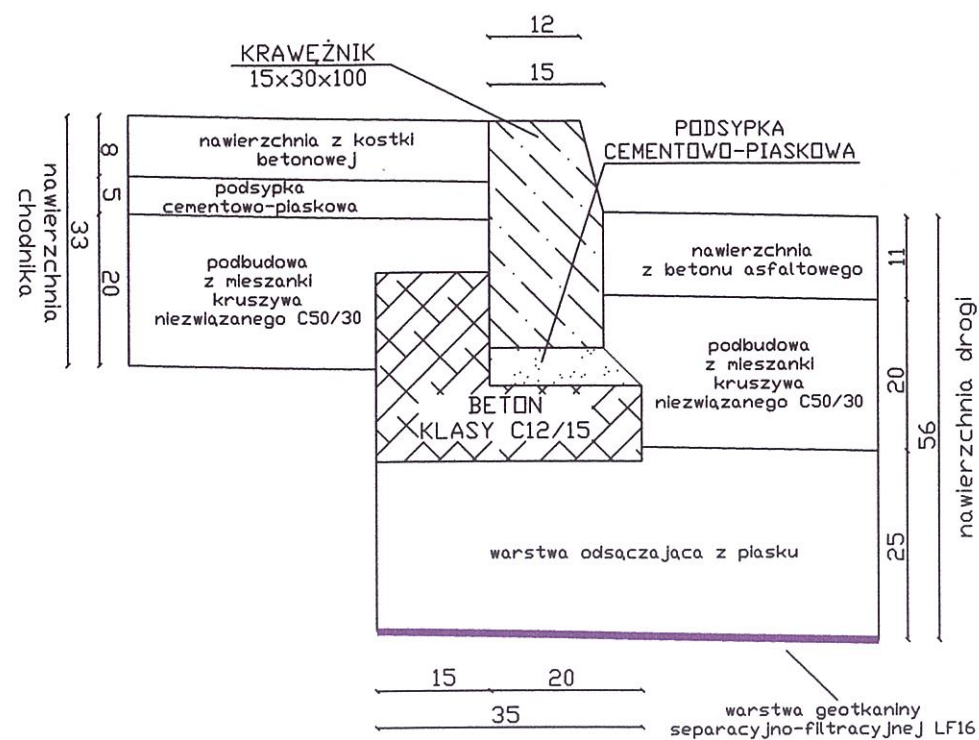 12
KRAWĘŻNIK
15x30x100
15
PODSYPKA
CEMENTOWO-PIASKOWA
nawierzchnia z kostki
betonowej
8
podsypka
cementowo-piaskowa
5
nawierzchnia
chodnika
33
20
podbudowa
z mieszanki
kruszywa
niezwiązanego C50/30
nawierzchnia
z betonu asfaltowego
11
podbudowa
z mieszanki
kruszywa
niezwiązanego C50/30
20
BETON
KLASY C12/15
56
nawierzchnia drogi
warstwa odsączająca z piasku
25
15
20
35
warstwa geotkaniny
separacyjno-filtracyjnej LF16